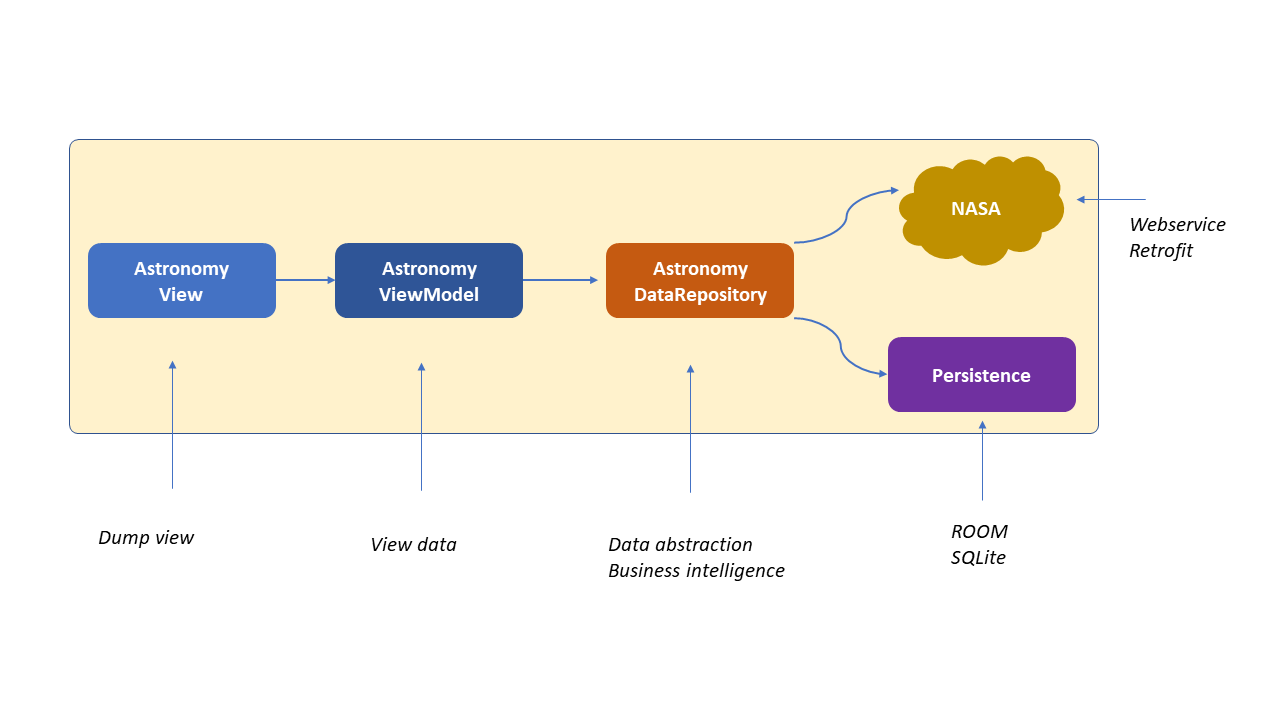 NASA
Webservice
Retrofit
Astronomy
View
Astronomy
ViewModel
Astronomy
DataRepository
Persistence
Dump view
View data
Data abstraction
Business intelligence
ROOM
SQLite